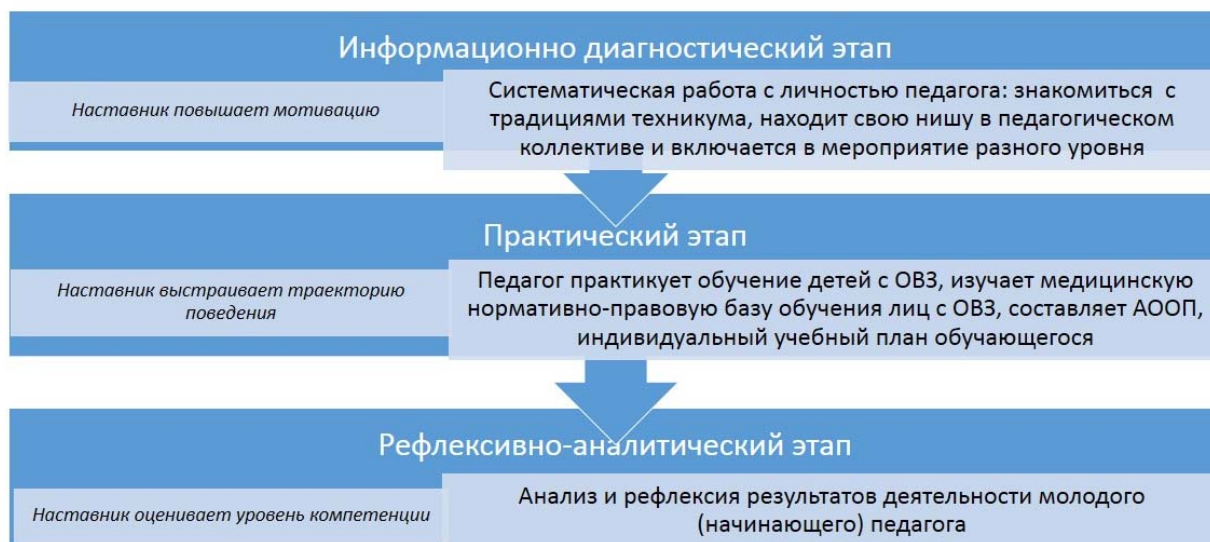 Информационно диагностический этап
Наставник повышает мотивацию
Систематическая работа с личностью педагога: знакомиться с
традициями техникума, находит свою нишу в педагогическом
коллективе и включается в мероприятие разного уровня
Практический этап
Наставник выстраивает траекторию
поведения
Педагог практикует обучение детей с ОВЗ, изучает медицинскую
нормативно-правовую базу обучения лиц с ОВЗ, составляет АООП,
индивидуальный учебный план обучающегося
Рефлексивно-аналитический этап
Наставник оценивает уровень компетенции
Анализ и рефлексия результатов деятельности молодого
(начинающего) педагога